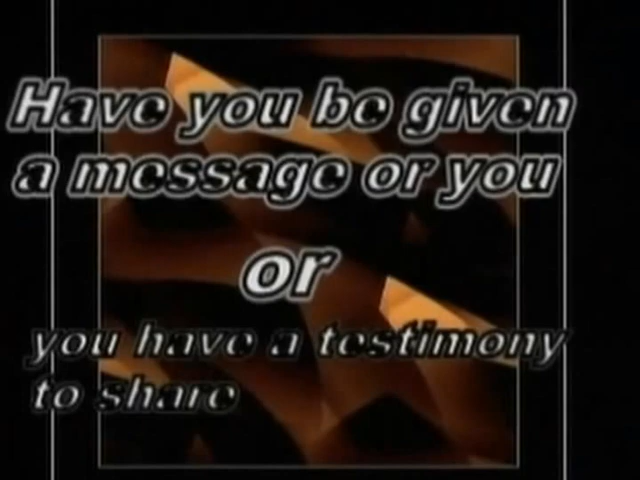 Have you be given
a message or you
or
you have a testimony
to share